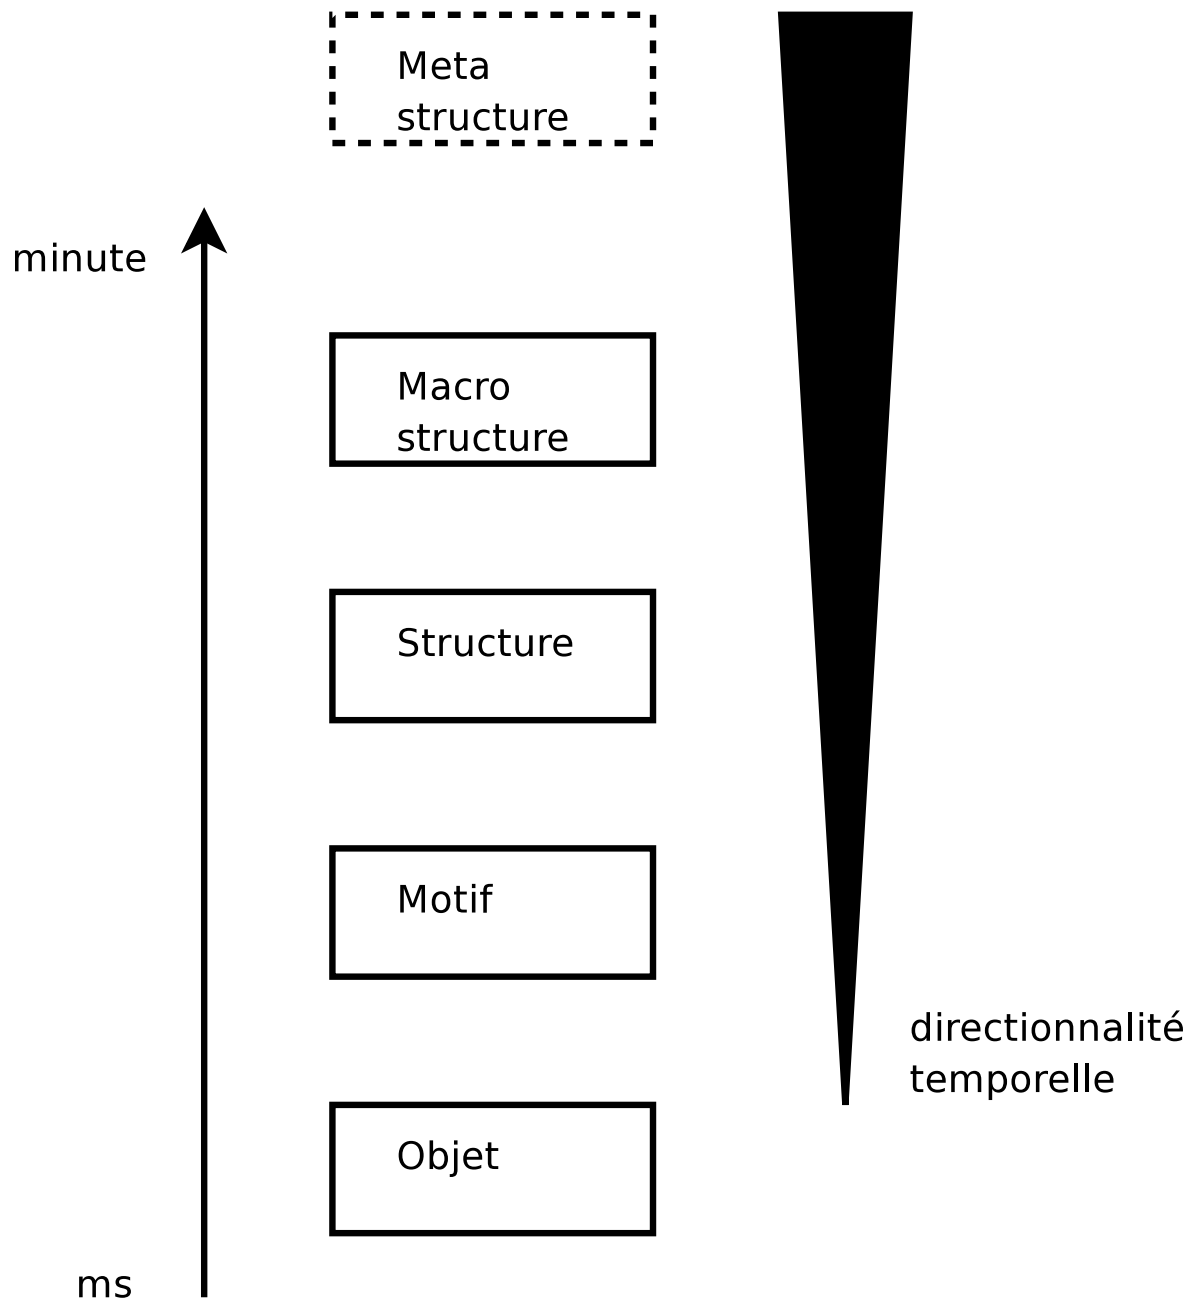 Meta
structure
minute
Macro
structure
Structure
Motif
directionnalité
temporelle
Objet
ms